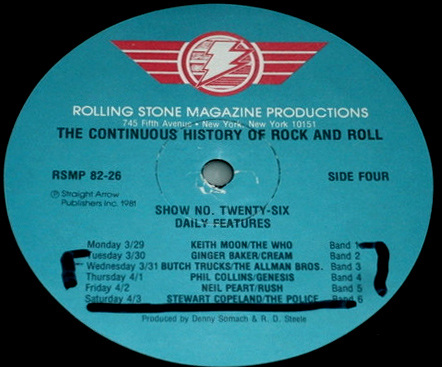 ROLLING STONE MAGAZINE PRODUCTIONS
745 Fifth Avenue • New York, New York 10151
THE CONTINUOUS HISTORY OF ROCK AND ROLL
RSMP 82-26 SIDE FOUR
Ⓟ Straight Arrow
Publishers Inc. 1981
SHOW NO. TWENTY-SIX
DAILY FEATURES
Monday 3/29 KEITH MOON/THE WHO Band 1
Tuesday 3/30 GINGER BAKER/CREAM Band 2
Wednesday 3/31 BUTCH TRUCKS/THE ALLMAN BROS. Band 3
Thursday 4/1 PHIL COLLINS/GENESIS Band 4
Friday 4/2 NEIL PEART/RUSH Band 5
Saturday 4/3 STEWART COPELAND/THE POLICE Band 6
Produced by Denny Somach & R. D. Steele